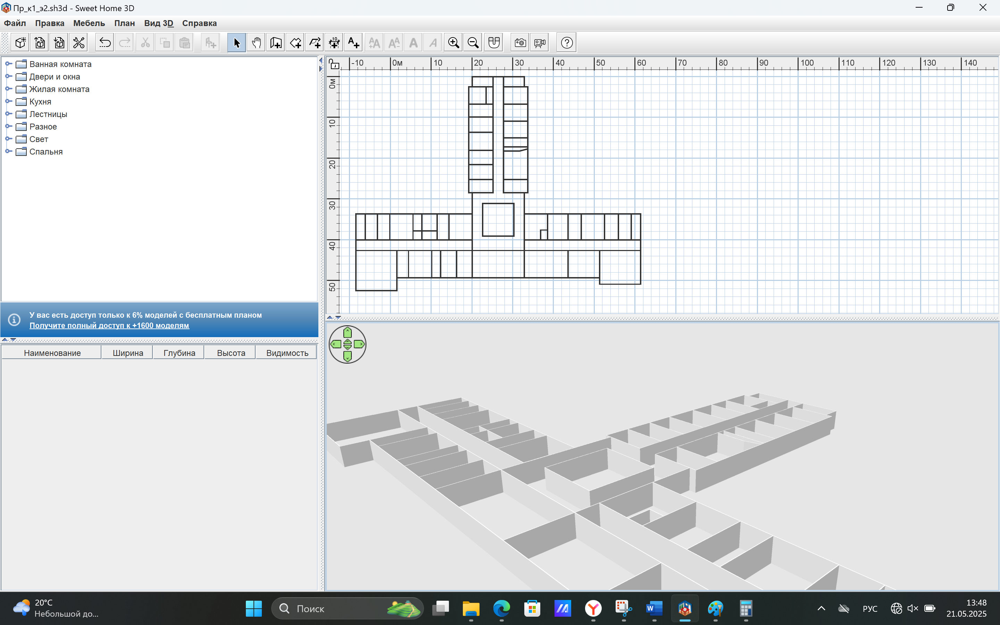 Пр_к1_э2.sh3d - Sweet Home 3D
Файл Правка Мебель План Вид 3D Справка
Ванная комната
Двери и окна
Жилая комната
Кухня
Лестницы
Разное
Свет
Спальня
У вас есть доступ только к 6% моделей с бесплатным планом
Получите полный доступ к +1600 моделям
Наименование Ширина Глубина Высота Видимость
-10 0м 10 20 30 40 50 60 70 80 90 100 110 120 130 140
0м
10
20
30
40
50
20°C
Небольшой до...
Поиск
РУС
13:48
21.05.2025